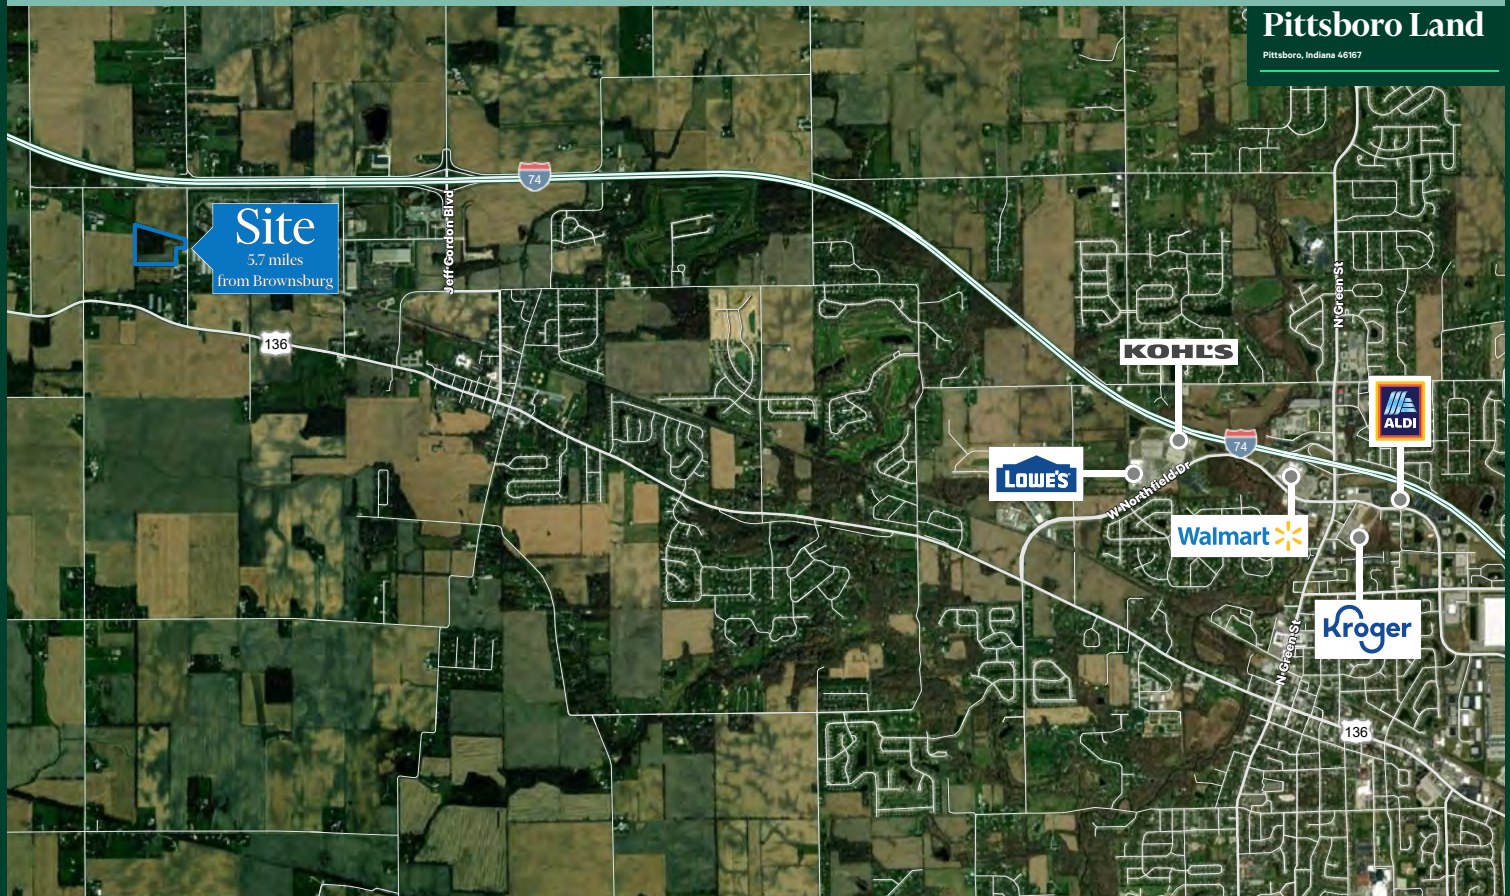 Pittsboro Land
Pittsboro, Indiana 46167
74
Jeff Gordon Blvd
Site
5.7 miles
from Brownsburg
136
N Green St
KOHL'S
ALDI
74
LOWE'S
W Northfield Dr
Walmart
Kroger
N Green St
136